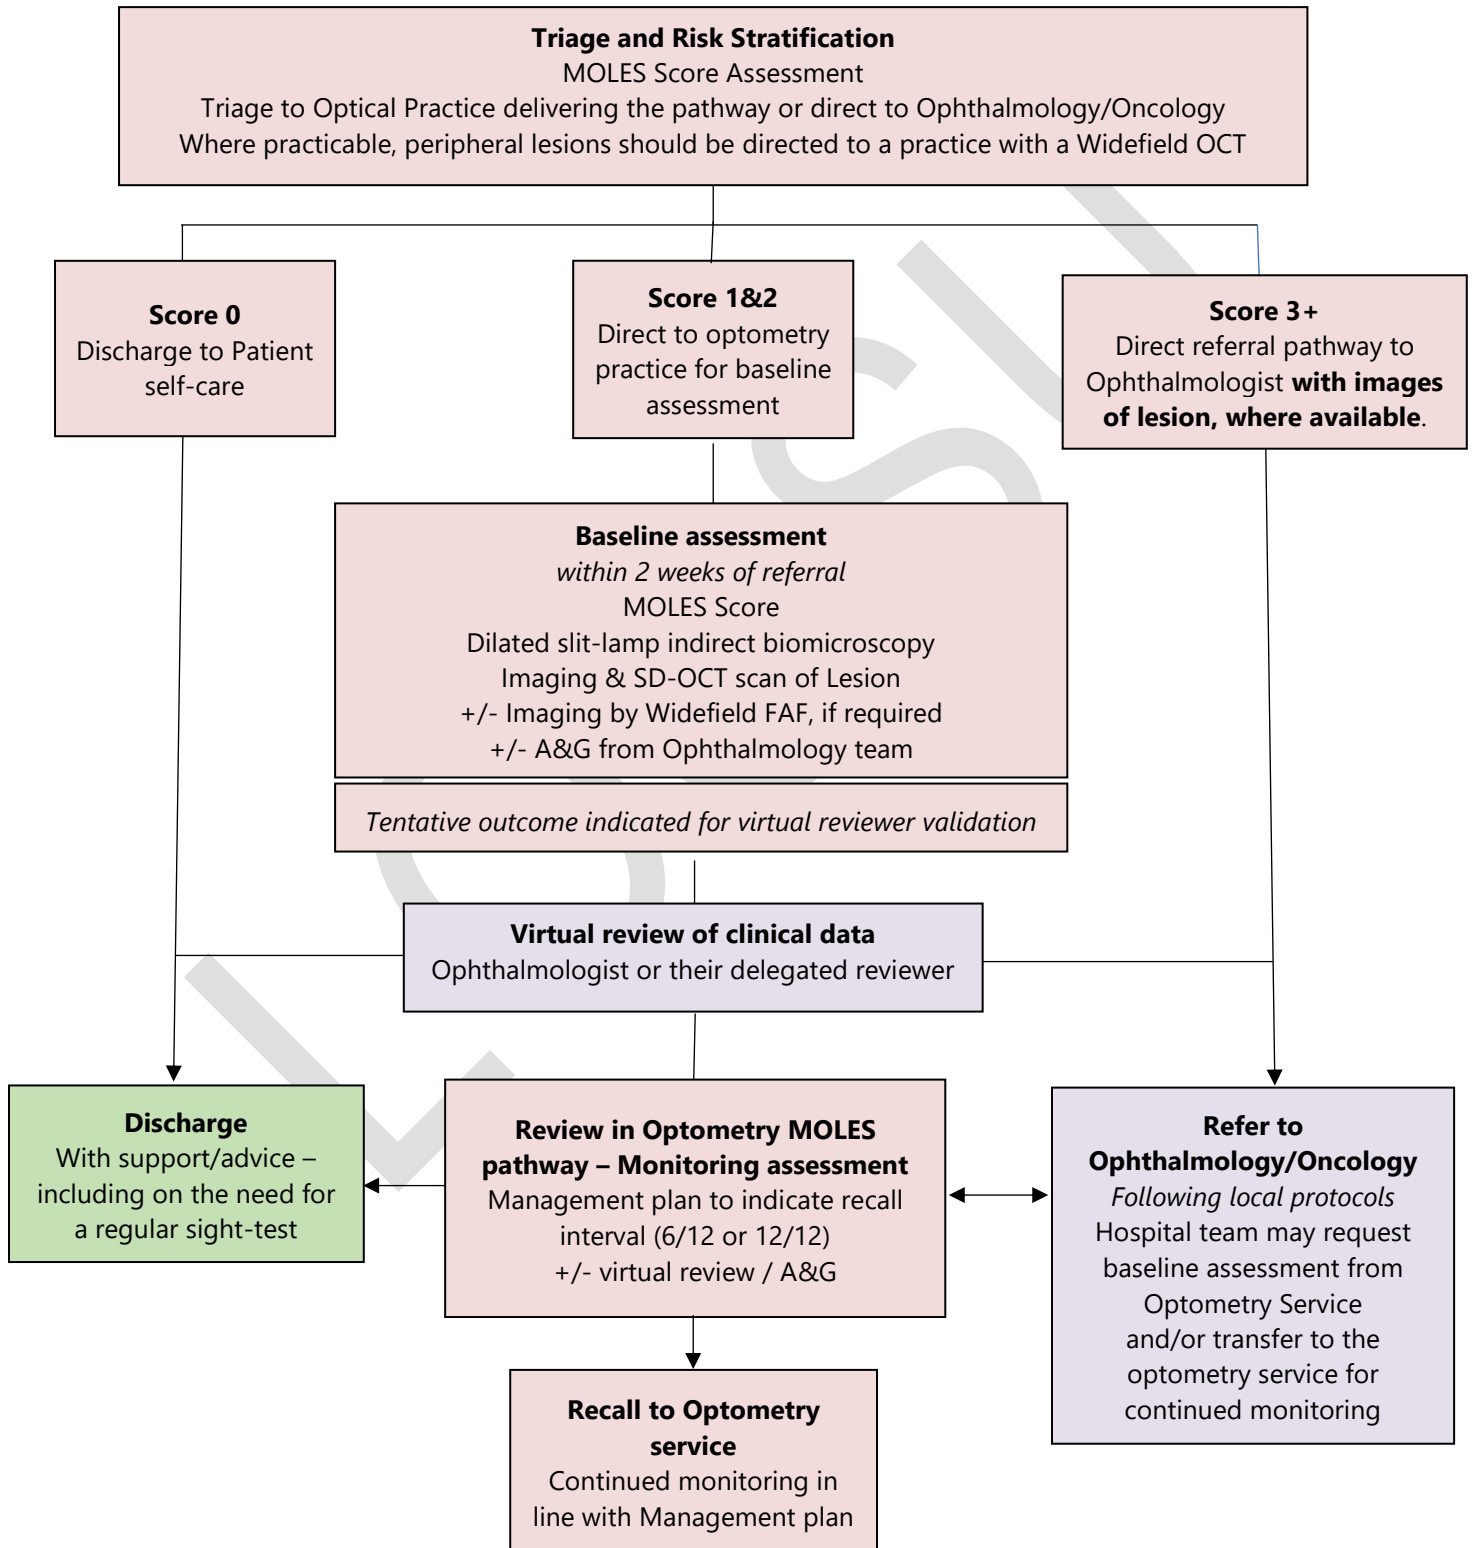 Triage and Risk Stratification
MOLES Score Assessment
Triage to Optical Practice delivering the pathway or direct to Ophthalmology/Oncology
Where practicable, peripheral lesions should be directed to a practice with a Widefield OCT
Score 0
Discharge to Patient
self-care
Score 1&2
Direct to optometry
practice for baseline
assessment
Score 3+
Direct referral pathway to
Ophthalmologist with images
of lesion, where available.
Baseline assessment
within 2 weeks of referral
MOLES Score
Dilated slit-lamp indirect biomicroscopy
Imaging & SD-OCT scan of Lesion
+/- Imaging by Widefield FAF, if required
+/- A&G from Ophthalmology team
Tentative outcome indicated for virtual reviewer validation
Virtual review of clinical data
Ophthalmologist or their delegated reviewer
Discharge
With support/advice –
including on the need for
a regular sight-test
Review in Optometry MOLES
pathway – Monitoring assessment
Management plan to indicate recall
interval (6/12 or 12/12)
+/- virtual review / A&G
Refer to
Ophthalmology/Oncology
Following local protocols
Hospital team may request
baseline assessment from
Optometry Service
and/or transfer to the
optometry service for
continued monitoring
Recall to Optometry
service
Continued monitoring in
line with Management plan